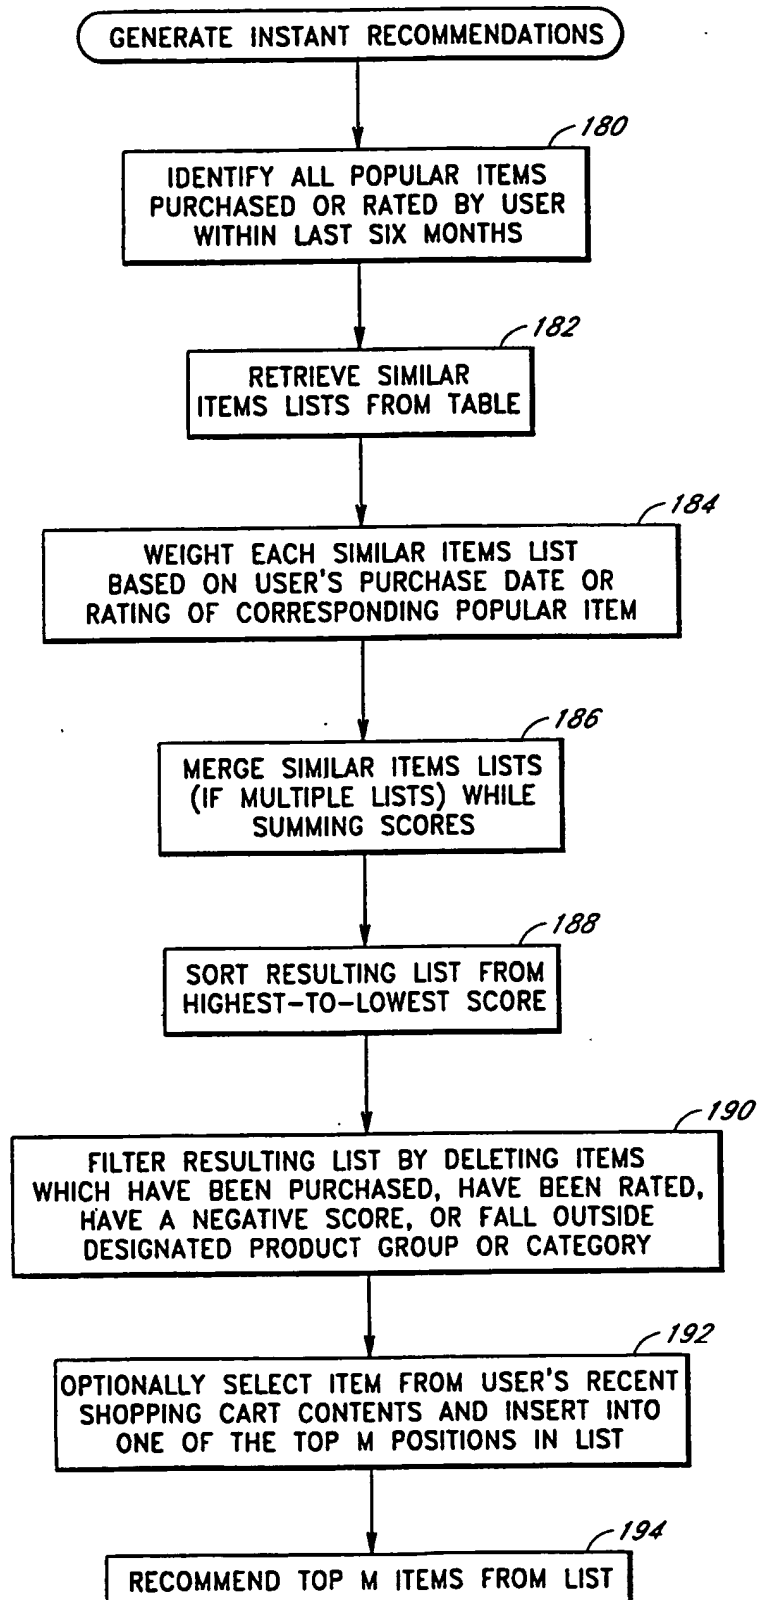 GENERATE INSTANT RECOMMENDATIONS
180
IDENTIFY ALL POPULAR ITEMS
PURCHASED OR RATED BY USER
WITHIN LAST SIX MONTHS
182
RETRIEVE SIMILAR
ITEMS LISTS FROM TABLE
184
WEIGHT EACH SIMILAR ITEMS LIST
BASED ON USER'S PURCHASE DATE OR
RATING OF CORRESPONDING POPULAR ITEM
186
MERGE SIMILAR ITEMS LISTS
(IF MULTIPLE LISTS) WHILE
SUMMING SCORES
188
SORT RESULTING LIST FROM
HIGHEST-TO-LOWEST SCORE
190
FILTER RESULTING LIST BY DELETING ITEMS
WHICH HAVE BEEN PURCHASED, HAVE BEEN RATED,
HAVE A NEGATIVE SCORE, OR FALL OUTSIDE
DESIGNATED PRODUCT GROUP OR CATEGORY
192
OPTIONALLY SELECT ITEM FROM USER'S RECENT
SHOPPING CART CONTENTS AND INSERT INTO
ONE OF THE TOP M POSITIONS IN LIST
194
RECOMMEND TOP M ITEMS FROM LIST